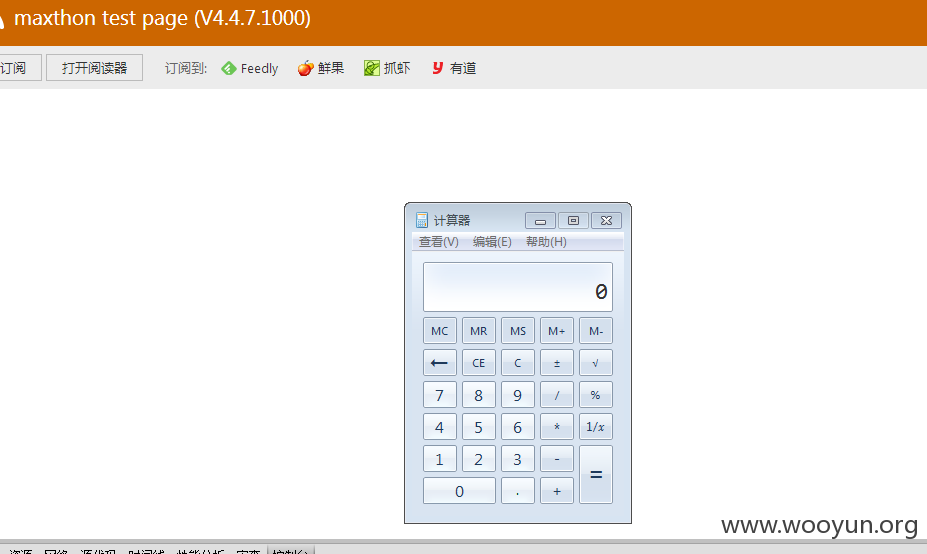 maxthon test page (V4.4.7.1000)
订阅 打开阅读器 订阅到: Feedly 鲜果 抓虾 有道
计算器
查看(V) 编辑(E) 帮助(H)
0
MC MR MS M+ M-
← CE C ± √
7 8 9 / %
4 5 6 * 1/x
1 2 3 - =
0 . +
www.wooyun.org